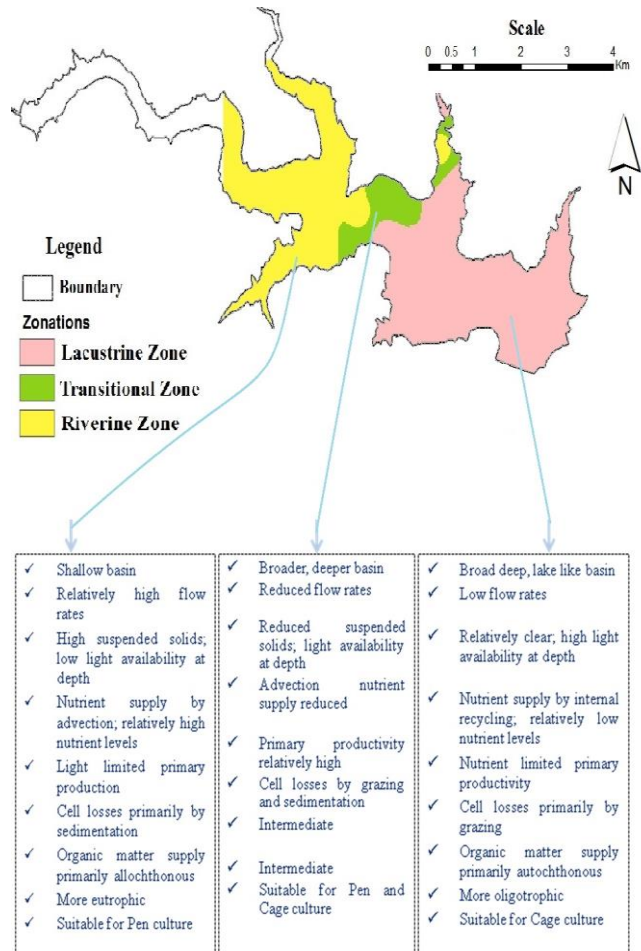 Scale
0 0.5 1 2 3 4
Km
N
Legend
Boundary
Zonations
Lacustrine Zone
Transitional Zone
Riverine Zone
✓ Shallow basin
✓ Relatively high flow
rates
✓ High suspended solids;
low light availability at
depth
✓ Nutrient supply by
advection; relatively high
nutrient levels
✓ Light limited primary
production
✓ Cell losses primarily by
sedimentation
✓ Organic matter supply
primarily allochthonous
✓ More eutrophic
✓ Suitable for Pen culture
✓ Broader, deeper basin
✓ Reduced flow rates
✓ Reduced suspended
solids; light availability
at depth
✓ Advection nutrient
supply reduced
✓ Primary productivity
relatively high
✓ Cell losses by grazing
and sedimentation
✓ Intermediate
✓ Intermediate
✓ Suitable for Pen and
Cage culture
✓ Broad deep, lake like basin
✓ Low flow rates
✓ Relatively clear; high light
availability at depth
✓ Nutrient supply by internal
recycling; relatively low
nutrient levels
✓ Nutrient limited primary
productivity
✓ Cell losses primarily by
grazing
✓ Organic matter supply
primarily autochthonous
✓ More oligotrophic
✓ Suitable for Cage culture